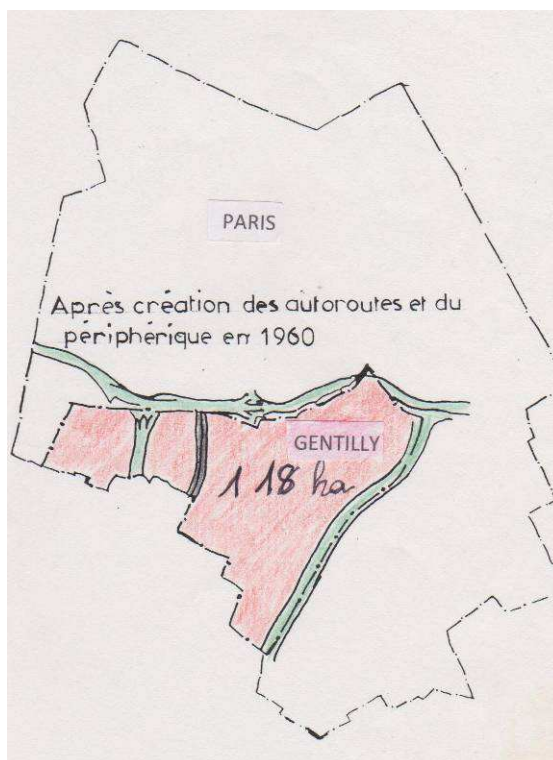 PARIS
Après création des autoroutes et du
périphérique en 1960
GENTILLY
118 ha